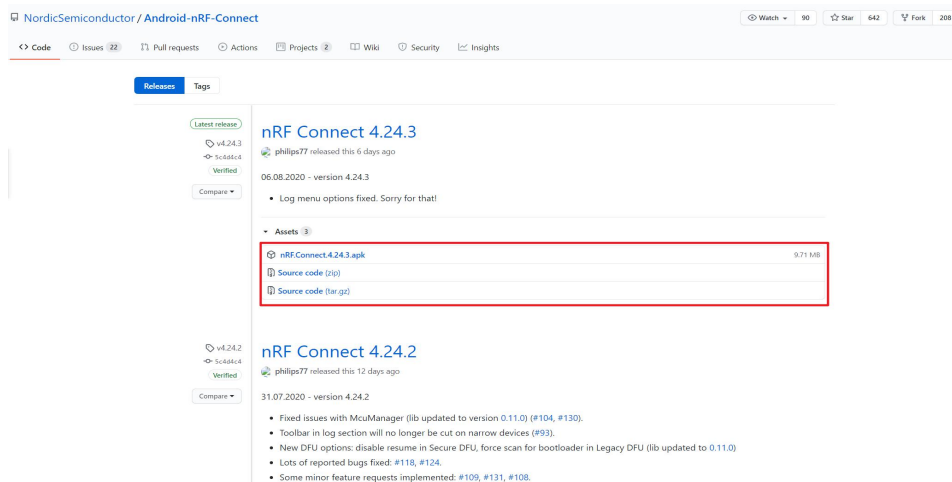 NordicSemiconductor / Android-nRF-Connect
Watch 90 Star 642 Fork 208
Code Issues 22 Pull requests Actions Projects 2 Wiki Security Insights
Releases Tags
Latest release
v4.24.3
5c4d4c4
Verified
Compare
nRF Connect 4.24.3
philips77 released this 6 days ago
06.08.2020 - version 4.24.3
• Log menu options fixed. Sorry for that!
Assets 3
nRF.Connect.4.24.3.apk 9.71 MB
Source code (zip)
Source code (tar.gz)
v4.24.2
5c4d4c4
Verified
Compare
nRF Connect 4.24.2
philips77 released this 12 days ago
31.07.2020 - version 4.24.2
• Fixed issues with McuManager (lib updated to version 0.11.0) (#104, #130).
• Toolbar in log section will no longer be cut on narrow devices (#93).
• New DFU options: disable resume in Secure DFU, force scan for bootloader in Legacy DFU (lib updated to 0.11.0)
• Lots of reported bugs fixed: #118, #124.
• Some minor feature requests implemented: #109, #131, #108.